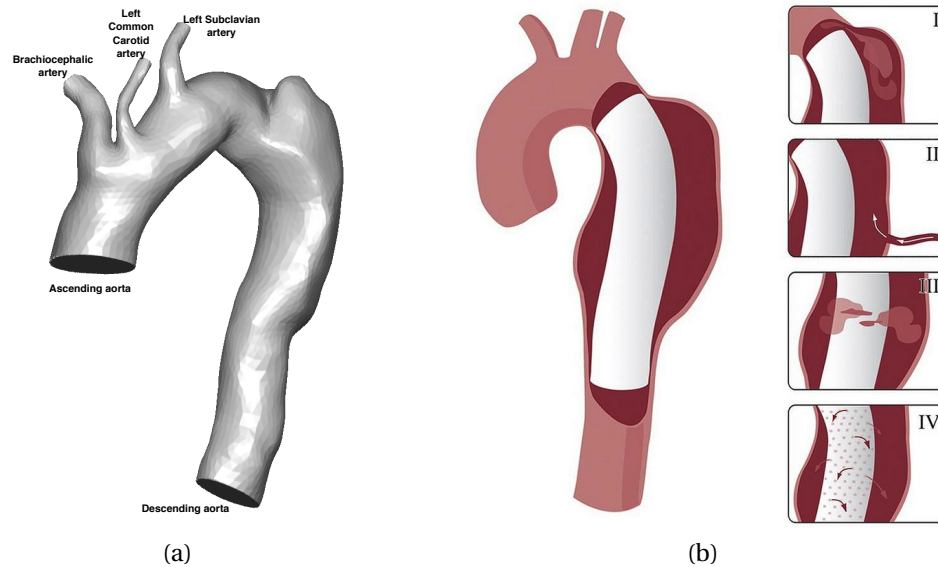 Left
Common
Carotid
artery
Left Subclavian
artery
Brachiocephalic
artery
Ascending aorta
Descending aorta
(a)
I
II
III
IV
(b)